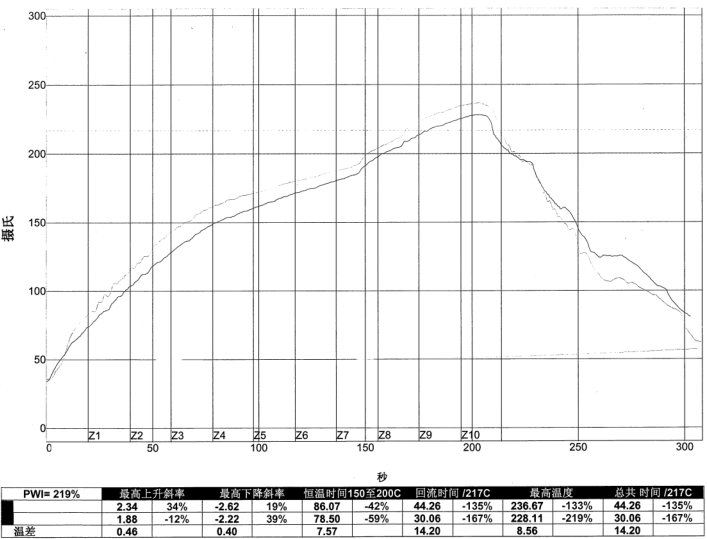 300
250
200
150
100
50
0
摄氏
Z1 Z2 Z3 Z4 Z5 Z6 Z7 Z8 Z9 Z10
0 50 100 150 200 250 300
秒
PWI= 219% 最高上升斜率 最高下降斜率 恒温时间150至200C 回流时间 /217C 最高温度 总共 时间 /217C
2.34 34% -2.62 19% 86.07 -42% 44.26 -135% 236.67 -133% 44.26 -135%
1.88 -12% -2.22 39% 78.50 -59% 30.06 -167% 228.11 -219% 30.06 -167%
温差 0.46 0.40 7.57 14.20 8.56 14.20